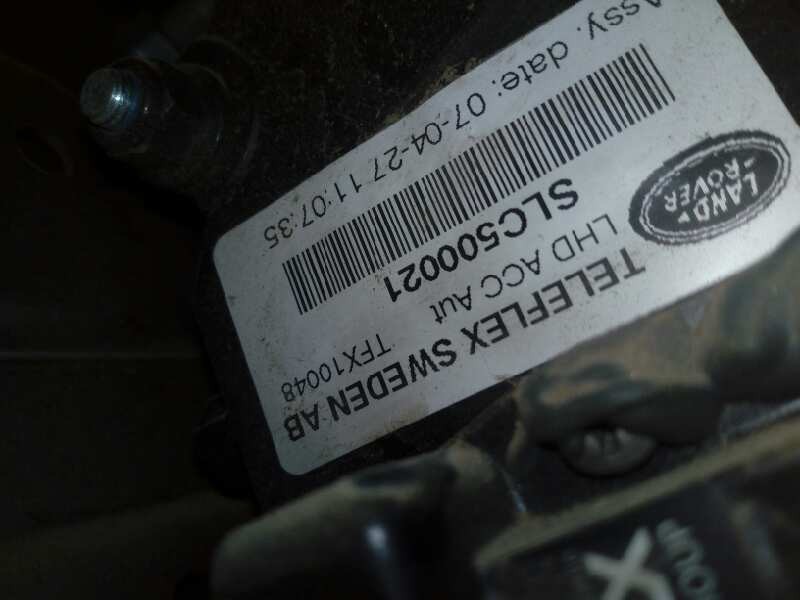 TELEFLEX SWEDEN AB
LHD ACC Aut TFX10048
LAND-
ROVER
SLC500021
Assy. date: 07-04-27 11:07:35